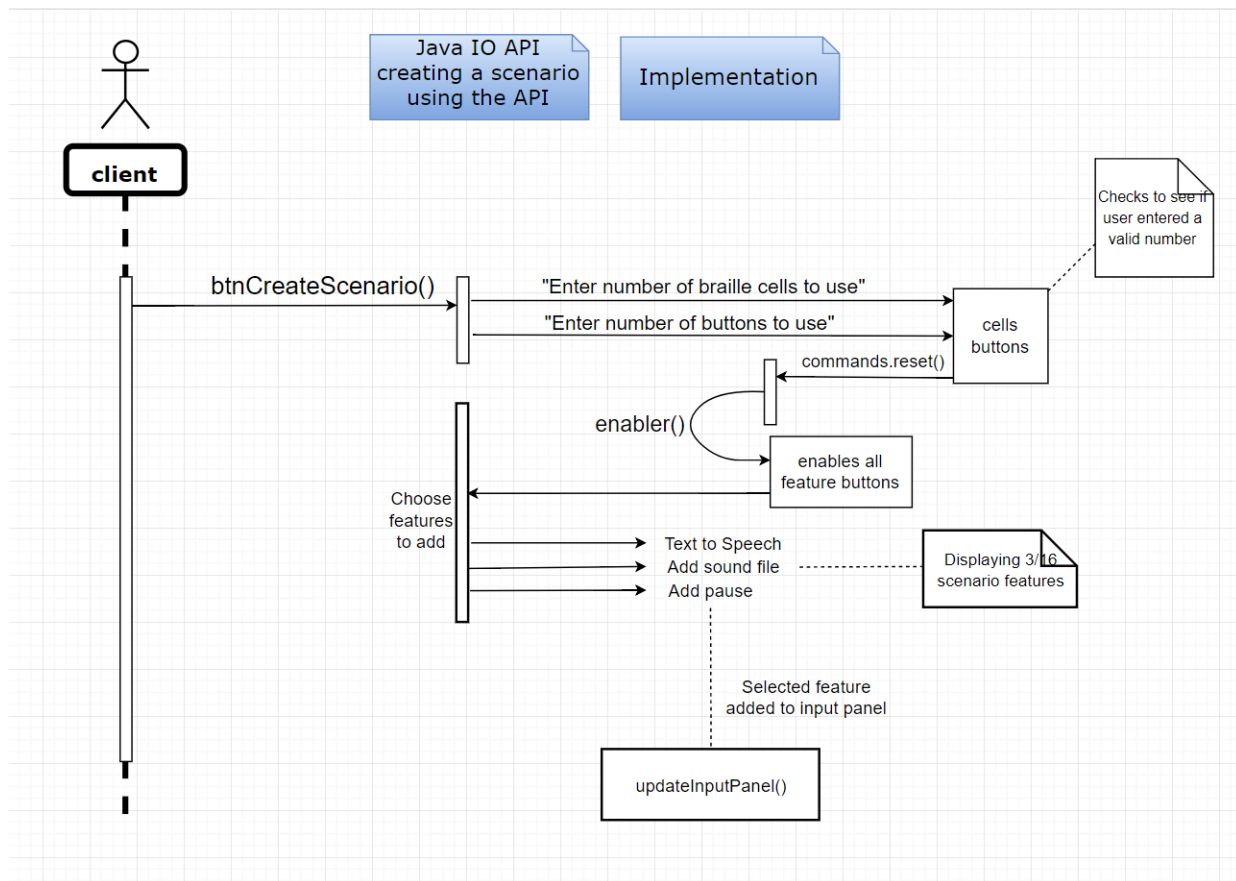 Java IO API
creating a scenario
using the API
Implementation
client
Checks to see if
user entered a
valid number
btnCreateScenario()
"Enter number of braille cells to use"
"Enter number of buttons to use"
cells
buttons
commands.reset()
enabler()
enables all
feature buttons
Choose
features
to add
Text to Speech
Add sound file
Add pause
Displaying 3/16
scenario features
Selected feature
added to input panel
updateInputPanel()